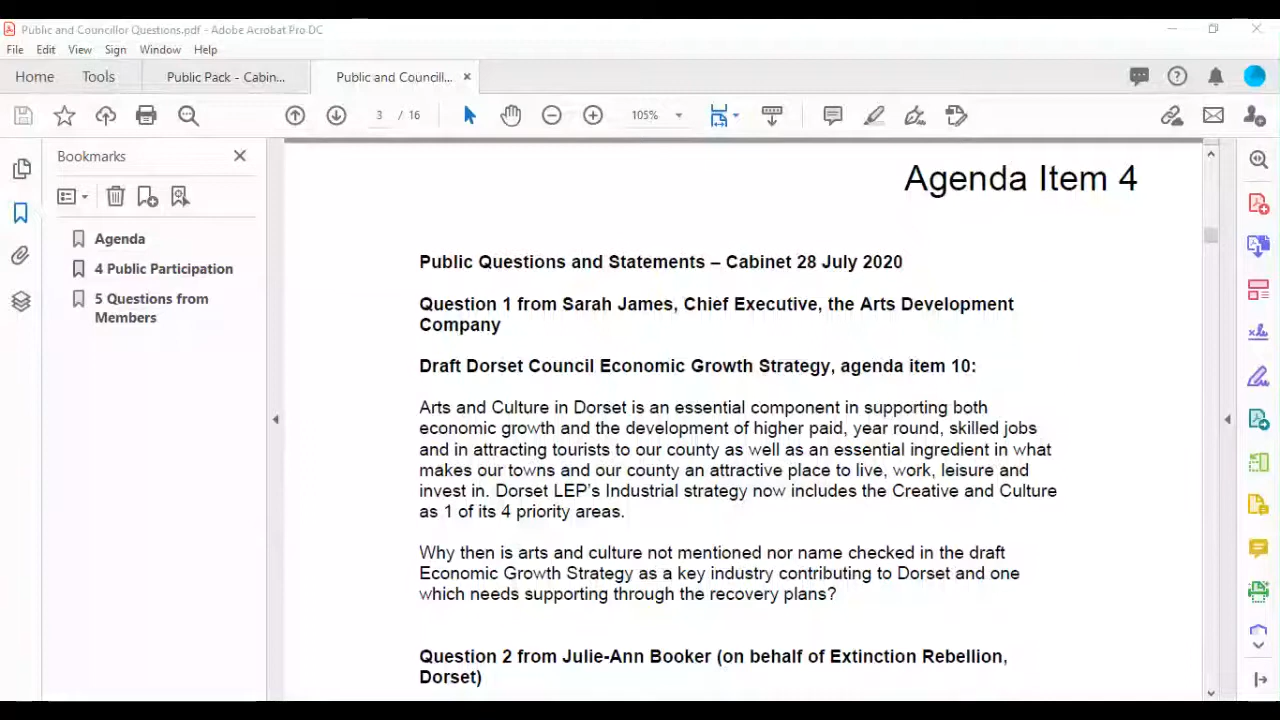 Public and Councillor Questions.pdf - Adobe Acrobat Pro DC
File Edit View Sign Window Help
Home Tools Public Pack - Cabin... Public and Councill... ×
3 / 16 105%
Bookmarks
Agenda
4 Public Participation
5 Questions from
Members
Agenda Item 4
Public Questions and Statements – Cabinet 28 July 2020
Question 1 from Sarah James, Chief Executive, the Arts Development
Company
Draft Dorset Council Economic Growth Strategy, agenda item 10:
Arts and Culture in Dorset is an essential component in supporting both
economic growth and the development of higher paid, year round, skilled jobs
and in attracting tourists to our county as well as an essential ingredient in what
makes our towns and our county an attractive place to live, work, leisure and
invest in. Dorset LEP's Industrial strategy now includes the Creative and Culture
as 1 of its 4 priority areas.
Why then is arts and culture not mentioned nor name checked in the draft
Economic Growth Strategy as a key industry contributing to Dorset and one
which needs supporting through the recovery plans?
Question 2 from Julie-Ann Booker (on behalf of Extinction Rebellion,
Dorset)